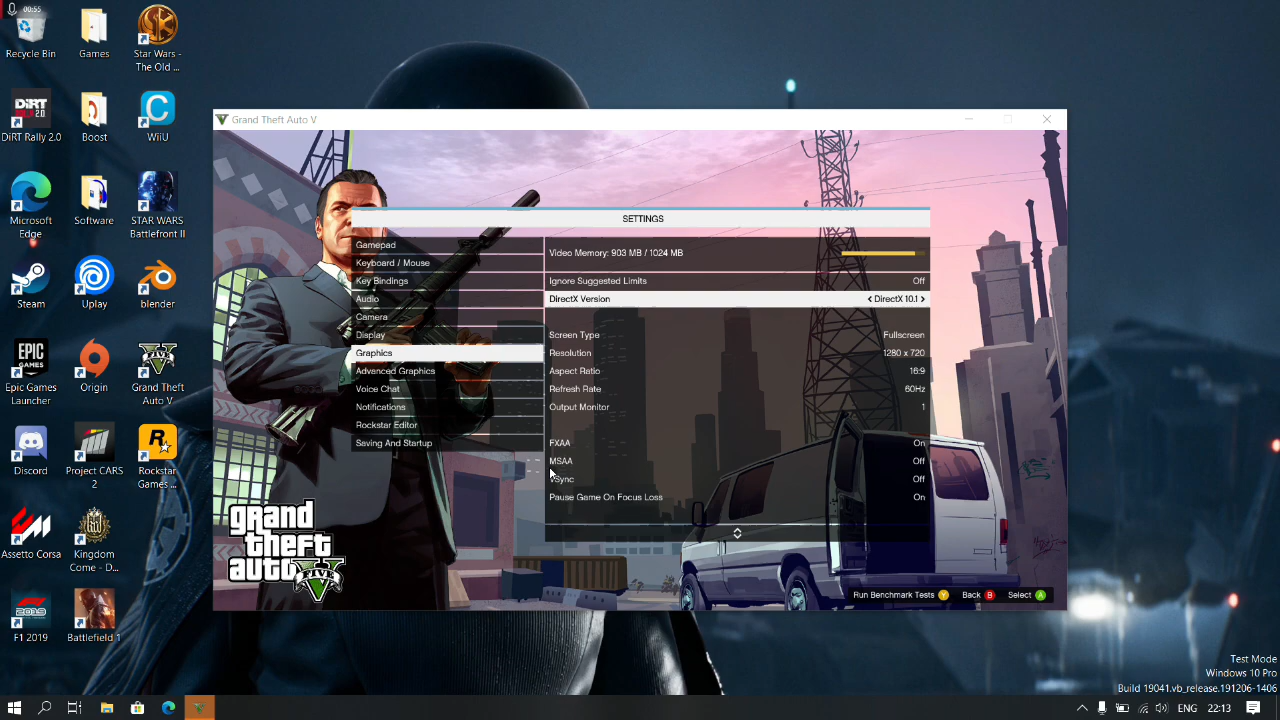 00:55
Recycle Bin
Games
Star Wars -
The Old ...
DiRT Rally 2.0
Boost
WiiU
Microsoft
Edge
Software
STAR WARS
Battlefront II
Steam
Uplay
blender
Epic Games
Launcher
Origin
Grand Theft
Auto V
Discord
Project CARS
2
Rockstar
Games ...
Assetto Corsa
Kingdom
Come - D...
F1 2019
Battlefield 1
Grand Theft Auto V
SETTINGS
Gamepad
Keyboard / Mouse
Key Bindings
Audio
Camera
Display
Graphics
Advanced Graphics
Voice Chat
Notifications
Rockstar Editor
Saving And Startup
Video Memory: 903 MB / 1024 MB
Ignore Suggested Limits Off
DirectX Version < DirectX 10.1 >
Screen Type Fullscreen
Resolution 1280 x 720
Aspect Ratio 16:9
Refresh Rate 60Hz
Output Monitor 1
FXAA On
MSAA Off
VSync Off
Pause Game On Focus Loss On
grand
theft
auto V
FIVE
Run Benchmark Tests Y Back B Select A
Test Mode
Windows 10 Pro
Build 19041.vb_release.191206-1406
ENG 22:13